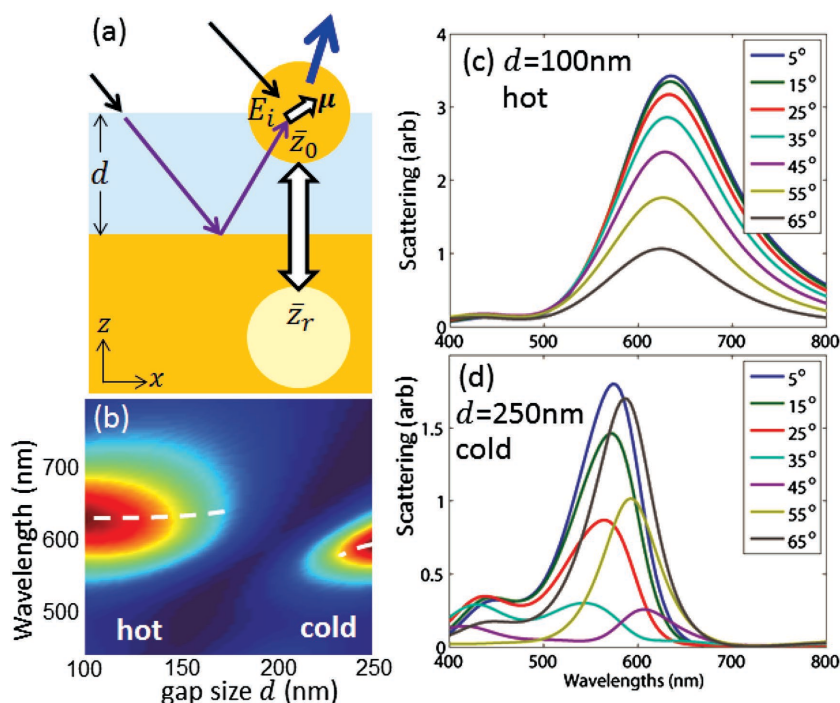 (a)
E_i
μ
z̄_0
d
z̄_r
z
x
(b)
Wavelength (nm)
700
600
500
hot
cold
100
150
200
250
gap size d (nm)
(c) d=100nm
hot
Scattering (arb)
4
3
2
1
0
400
500
600
700
800
5°
15°
25°
35°
45°
55°
65°
(d)
d=250nm
cold
Scattering (arb)
1.5
1
0.5
0
400
500
600
700
800
Wavelengths (nm)
5°
15°
25°
35°
45°
55°
65°